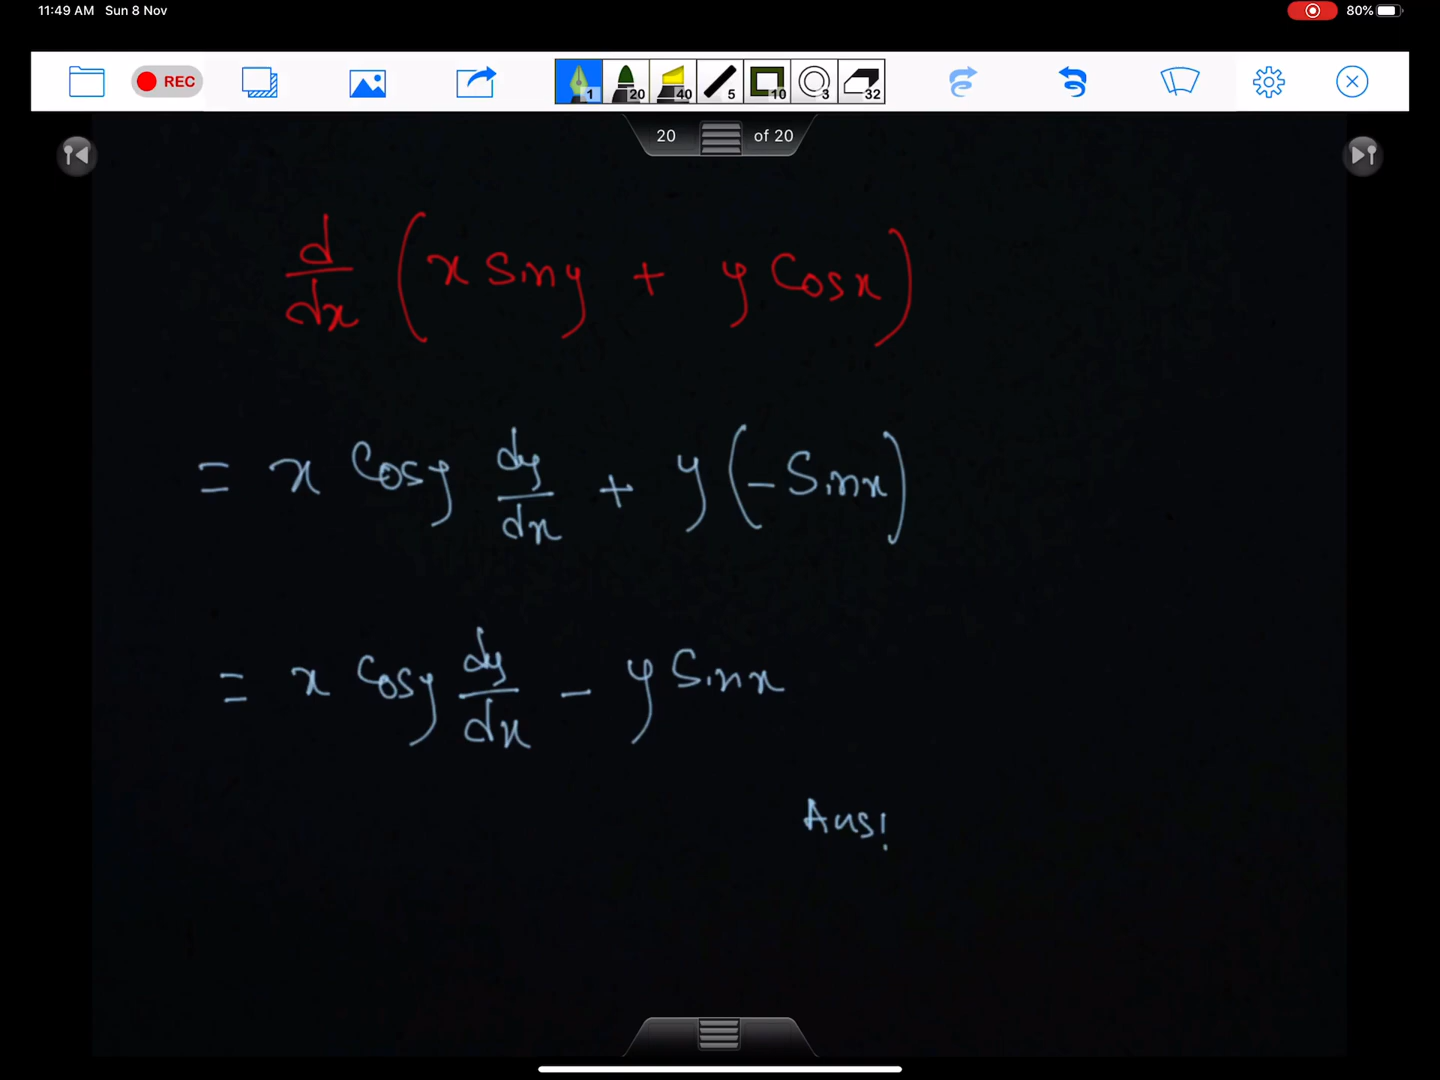 11:49 AM Sun 8 Nov 80%
REC 1 20 40 5 10 3 32
20 of 20
d/dx (x Siny + y Cosx)
= x Cosy dy/dx + y(- Sinx)
= x Cosy dy/dx - y Sinx
Ans!